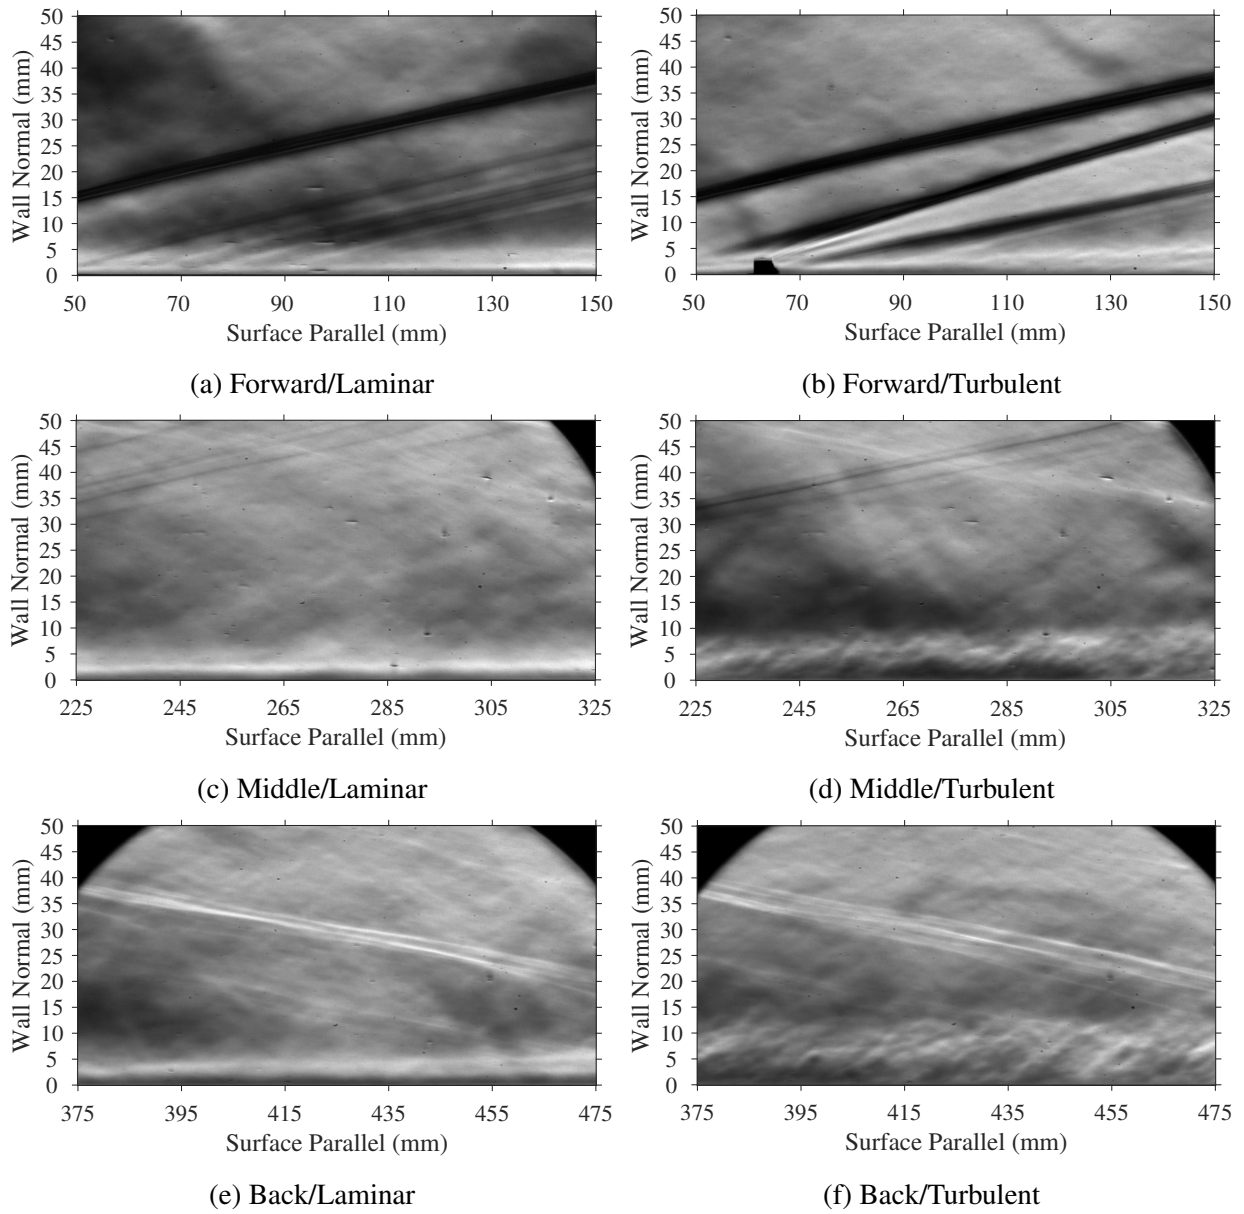 50
45
40
35
30
25
20
15
10
5
0
Wall Normal (mm)
50 70 90 110 130 150
Surface Parallel (mm)
(a) Forward/Laminar
50
45
40
35
30
25
20
15
10
5
0
Wall Normal (mm)
50 70 90 110 130 150
Surface Parallel (mm)
(b) Forward/Turbulent
50
45
40
35
30
25
20
15
10
5
0
Wall Normal (mm)
225 245 265 285 305 325
Surface Parallel (mm)
(c) Middle/Laminar
50
45
40
35
30
25
20
15
10
5
0
Wall Normal (mm)
225 245 265 285 305 325
Surface Parallel (mm)
(d) Middle/Turbulent
50
45
40
35
30
25
20
15
10
5
0
Wall Normal (mm)
375 395 415 435 455 475
Surface Parallel (mm)
(e) Back/Laminar
50
45
40
35
30
25
20
15
10
5
0
Wall Normal (mm)
375 395 415 435 455 475
Surface Parallel (mm)
(f) Back/Turbulent